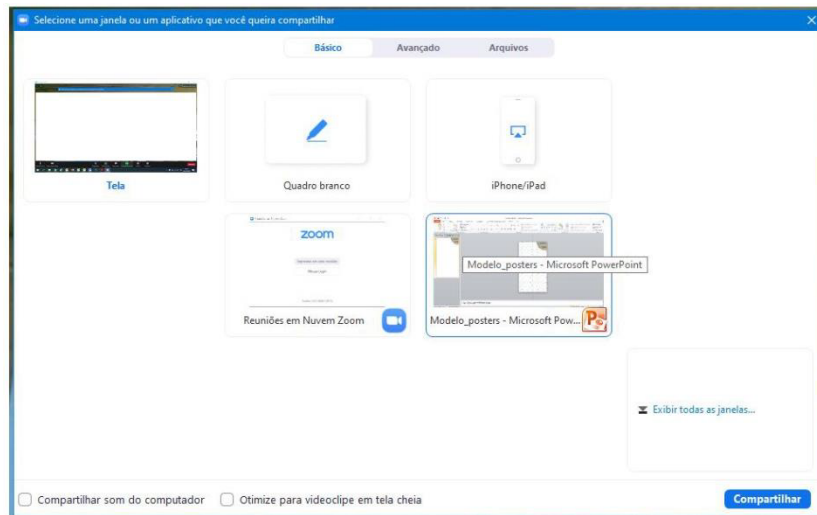 Selecione uma janela ou um aplicativo que você queira compartilhar
Básico
Avançado
Arquivos
Tela
Quadro branco
iPhone/iPad
zoom
Modelo_posters - Microsoft PowerPoint
Reuniões em Nuvem Zoom
Modelo_posters - Microsoft Pow...
Exibir todas as janelas...
Compartilhar som do computador
Otimize para videoclipe em tela cheia
Compartilhar